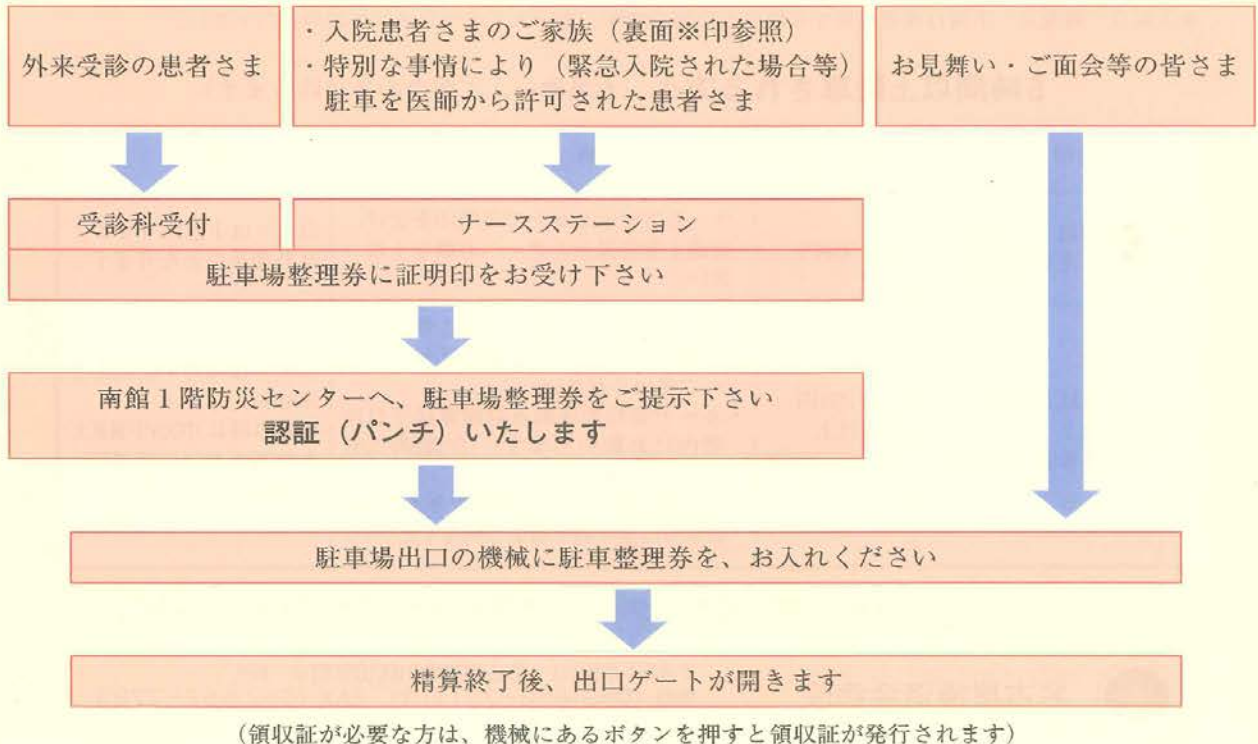 外来受診の患者さま
・入院患者さまのご家族（裏面※印参照）
・特別な事情により（緊急入院された場合等）
駐車を医師から許可された患者さま
お見舞い・ご面会等の皆さま
受診科受付
ナースステーション
駐車場整理券に証明印をお受け下さい
南館1階防災センターへ、駐車場整理券をご提示下さい
認証（パンチ）いたします
駐車場出口の機械に駐車整理券を、お入れください
精算終了後、出口ゲートが開きます
（領収証が必要な方は、機械にあるボタンを押すと領収証が発行されます）